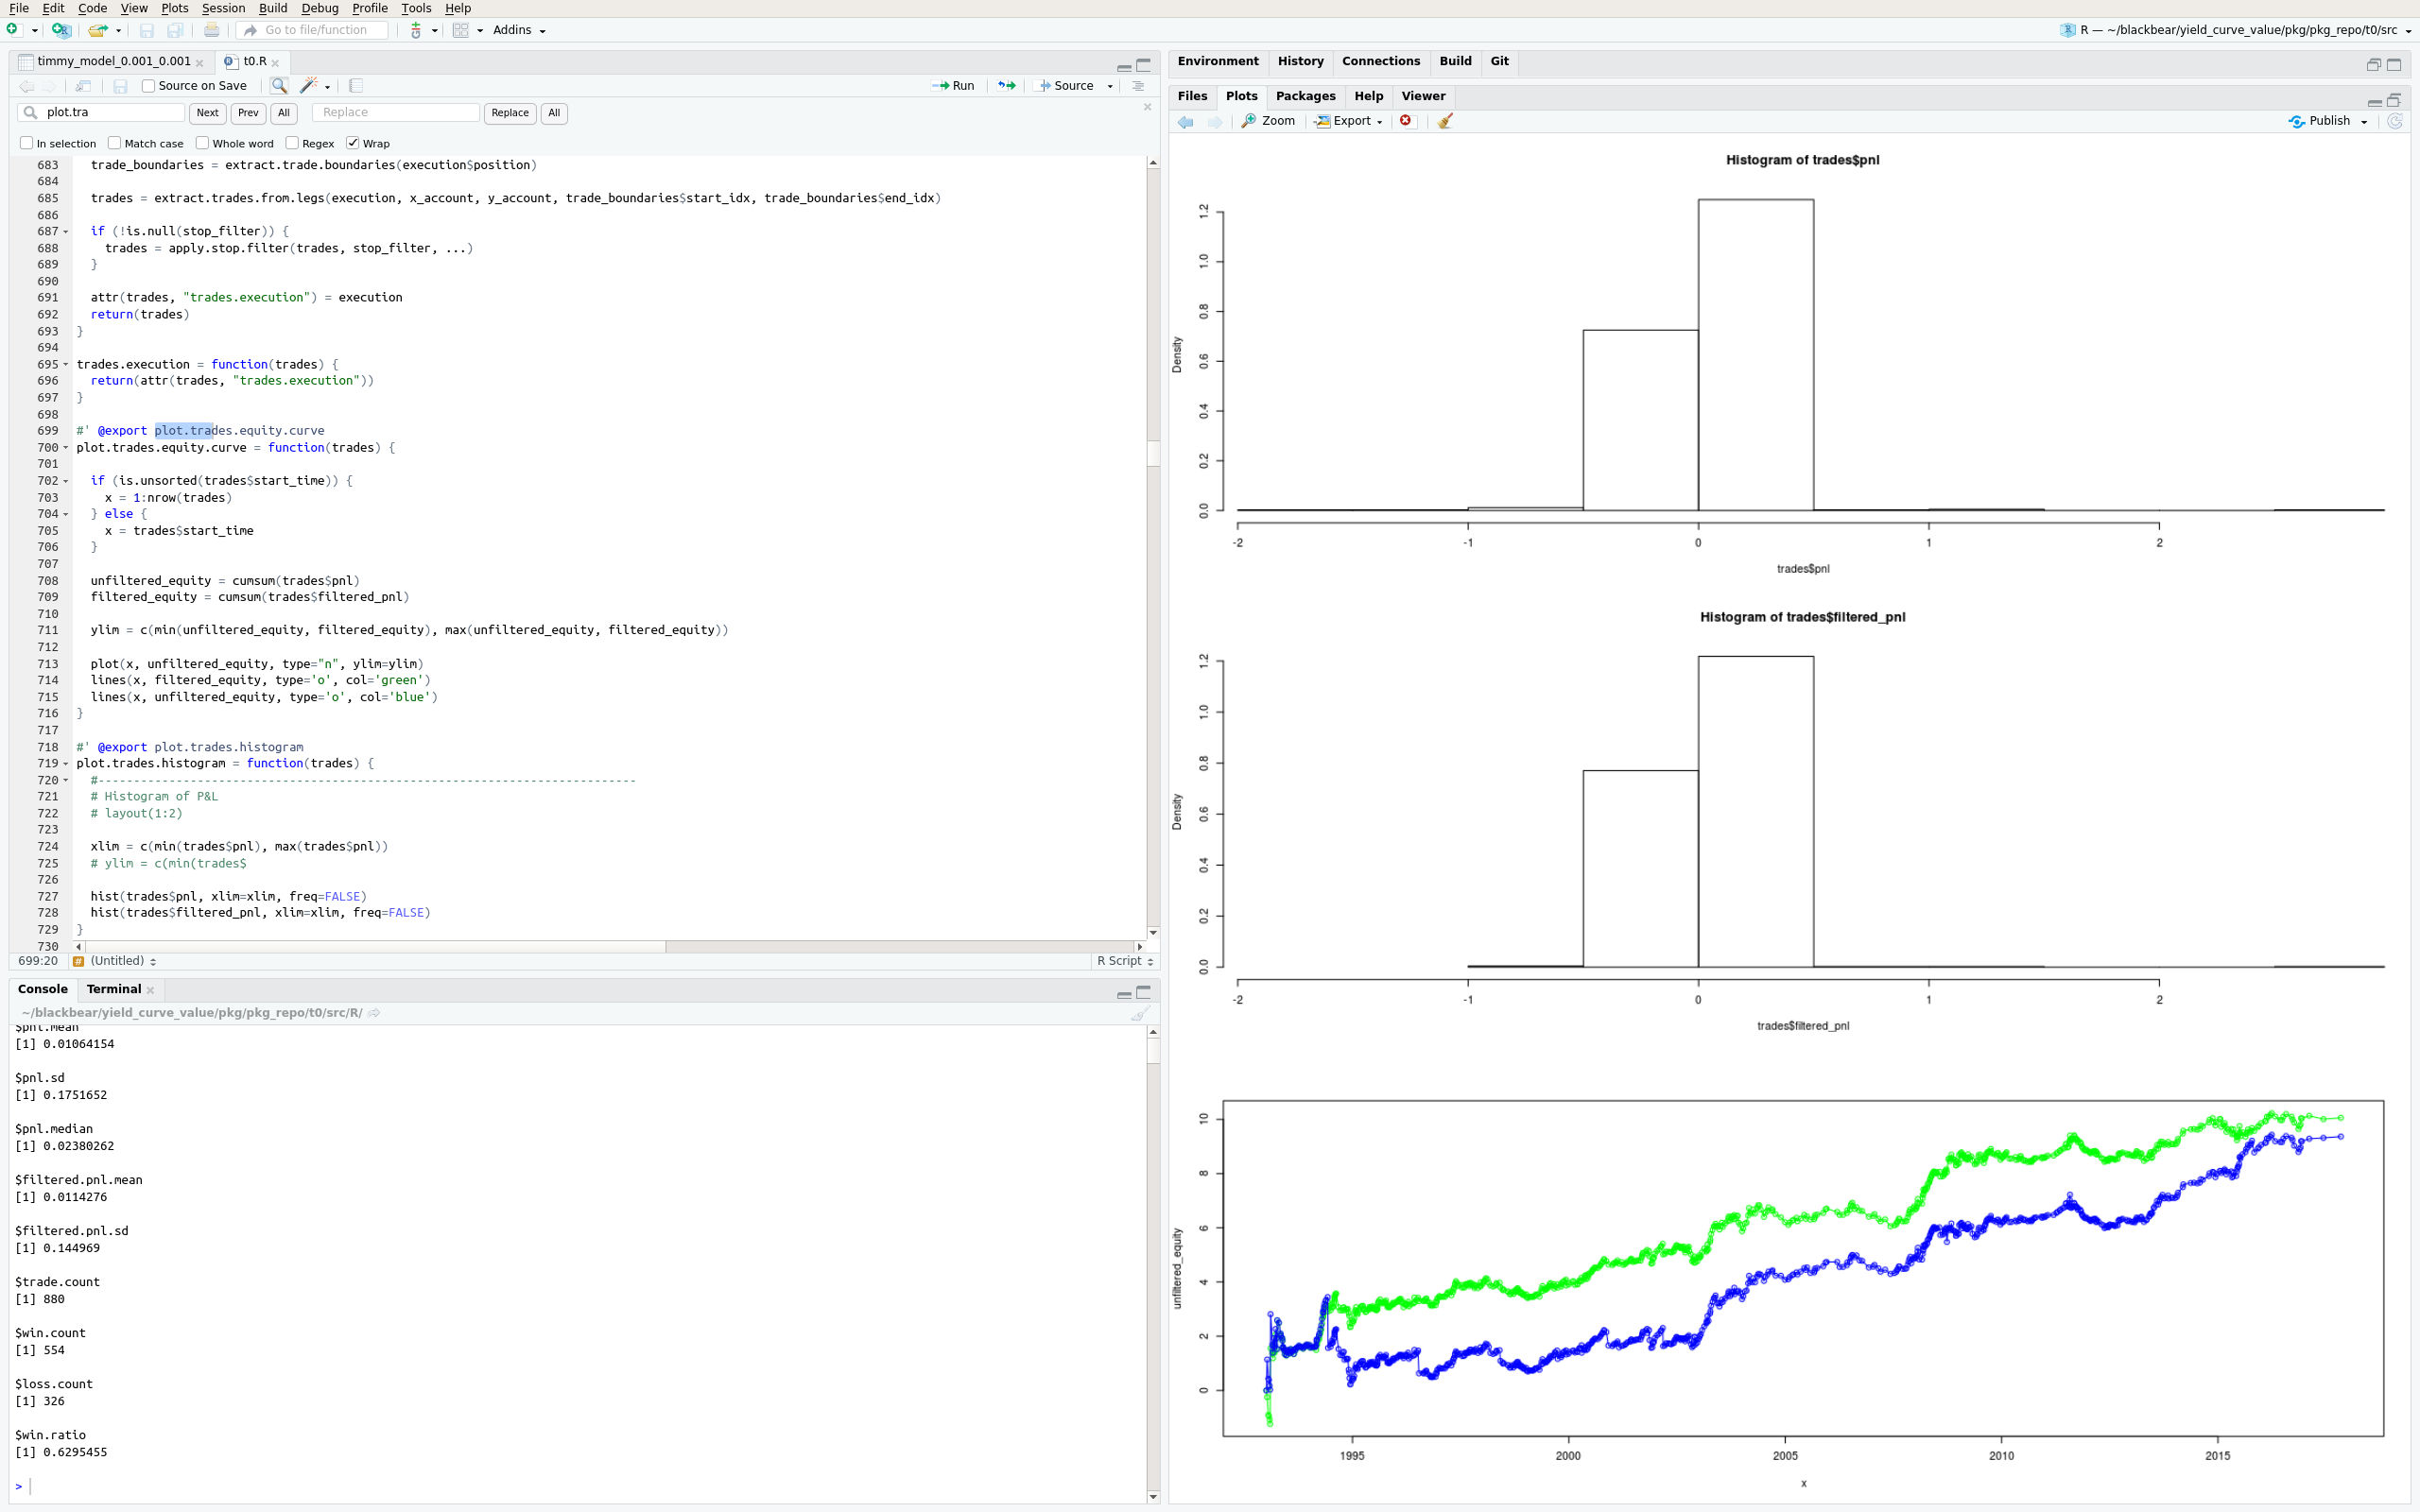 File Edit Code View Plots Session Build Debug Profile Tools Help
Go to file/function Addins R — ~/blackbear/yield_curve_value/pkg/pkg_repo/t0/src
timmy_model_0.001_0.001 t0.R
Source on Save Run Source
plot.tra Next Prev All Replace Replace All
In selection Match case Whole word Regex Wrap
683 trade_boundaries = extract.trade.boundaries(execution$position)
684
685 trades = extract.trades.from.legs(execution, x_account, y_account, trade_boundaries$start_idx, trade_boundaries$end_idx)
686
687 if (!is.null(stop_filter)) {
688 trades = apply.stop.filter(trades, stop_filter, ...)
689 }
690
691 attr(trades, "trades.execution") = execution
692 return(trades)
693 }
694
695 trades.execution = function(trades) {
696 return(attr(trades, "trades.execution"))
697 }
698
699 #' @export plot.trades.equity.curve
700 plot.trades.equity.curve = function(trades) {
701
702 if (is.unsorted(trades$start_time)) {
703 x = 1:nrow(trades)
704 } else {
705 x = trades$start_time
706 }
707
708 unfiltered_equity = cumsum(trades$pnl)
709 filtered_equity = cumsum(trades$filtered_pnl)
710
711 ylim = c(min(unfiltered_equity, filtered_equity), max(unfiltered_equity, filtered_equity))
712
713 plot(x, unfiltered_equity, type="n", ylim=ylim)
714 lines(x, filtered_equity, type='o', col='green')
715 lines(x, unfiltered_equity, type='o', col='blue')
716 }
717
718 #' @export plot.trades.histogram
719 plot.trades.histogram = function(trades) {
720 #----------------------------------------------------------------------------
721 # Histogram of P&L
722 # layout(1:2)
723
724 xlim = c(min(trades$pnl), max(trades$pnl))
725 # ylim = c(min(trades$
726
727 hist(trades$pnl, xlim=xlim, freq=FALSE)
728 hist(trades$filtered_pnl, xlim=xlim, freq=FALSE)
729 }
730
699:20 # (Untitled) R Script
Console Terminal
~/blackbear/yield_curve_value/pkg/pkg_repo/t0/src/R/
$pnl.mean
[1] 0.01064154
$pnl.sd
[1] 0.1751652
$pnl.median
[1] 0.02380262
$filtered.pnl.mean
[1] 0.0114276
$filtered.pnl.sd
[1] 0.144969
$trade.count
[1] 880
$win.count
[1] 554
$loss.count
[1] 326
$win.ratio
[1] 0.6295455
>
Environment History Connections Build Git
Files Plots Packages Help Viewer
Zoom Export Publish
Histogram of trades$pnl
Density
0.0 0.2 0.4 0.6 0.8 1.0 1.2
-2 -1 0 1 2
trades$pnl
Histogram of trades$filtered_pnl
Density
0.0 0.2 0.4 0.6 0.8 1.0 1.2
-2 -1 0 1 2
trades$filtered_pnl
unfiltered_equity
0 2 4 6 8 10
1995 2000 2005 2010 2015
x